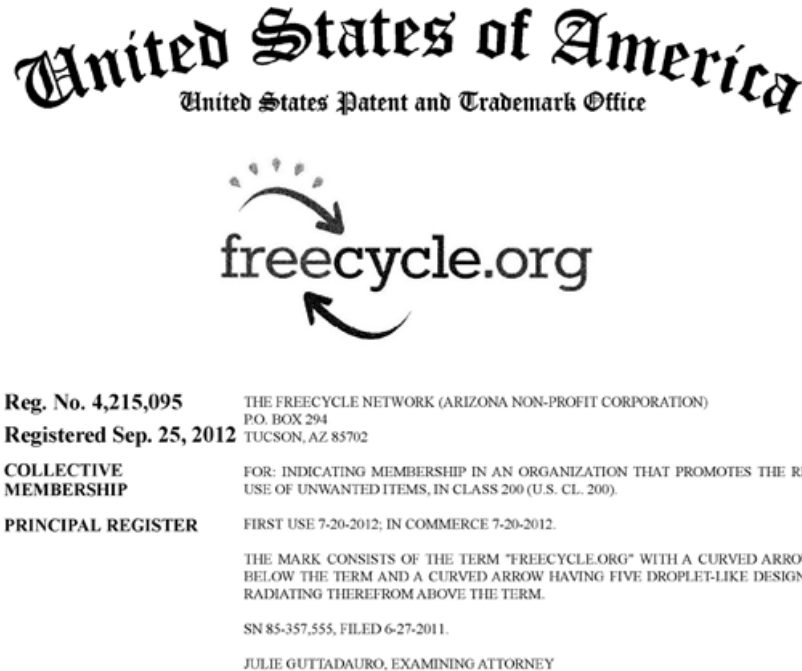 United States of America
United States Patent and Trademark Office
freecycle.org
Reg. No. 4,215,095
Registered Sep. 25, 2012
COLLECTIVE
MEMBERSHIP
PRINCIPAL REGISTER
THE FREECYCLE NETWORK (ARIZONA NON-PROFIT CORPORATION)
P.O. BOX 294
TUCSON, AZ 85702
FOR: INDICATING MEMBERSHIP IN AN ORGANIZATION THAT PROMOTES THE RE
USE OF UNWANTED ITEMS, IN CLASS 200 (U.S. CL. 200).
FIRST USE 7-20-2012; IN COMMERCE 7-20-2012.
THE MARK CONSISTS OF THE TERM "FREECYCLE.ORG" WITH A CURVED ARROW
BELOW THE TERM AND A CURVED ARROW HAVING FIVE DROPLET-LIKE DESIGN
RADIATING THEREFROM ABOVE THE TERM.
SN 85-357,555, FILED 6-27-2011.
JULIE GUTTADAURO, EXAMINING ATTORNEY